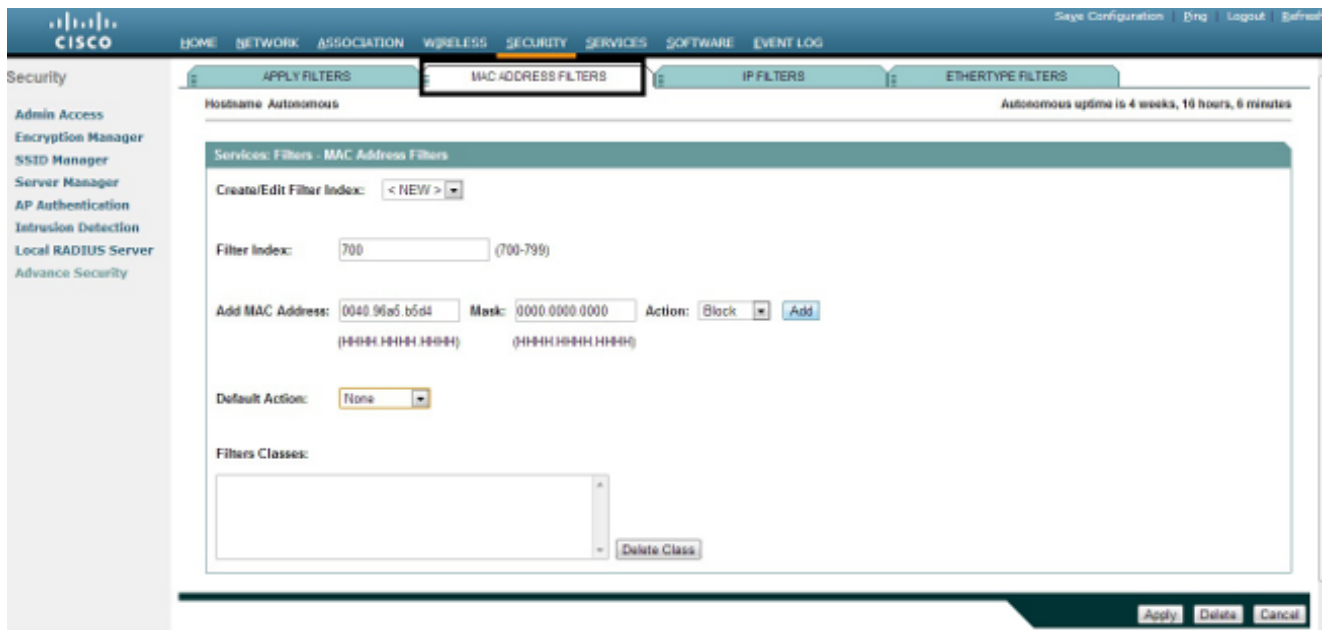 Save Configuration Ping Logout Refresh
CISCO
HOME NETWORK ASSOCIATION WIRELESS SECURITY SERVICES SOFTWARE EVENT LOG
Security
Admin Access
Encryption Manager
SSID Manager
Server Manager
AP Authentication
Intrusion Detection
Local RADIUS Server
Advance Security
APPLY FILTERS MAC ADDRESS FILTERS IP FILTERS ETHERTYPE FILTERS
Hostname Autonomous Autonomous uptime is 4 weeks, 16 hours, 6 minutes
Services: Filters - MAC Address Filters
Create/Edit Filter Index: < NEW >
Filter Index: 700 (700-799)
Add MAC Address: 0040.96a5.b5d4 Mask: 0000.0000.0000 Action: Block Add
(HHHH.HHHH.HHHH) (HHHH.HHHH.HHHH)
Default Action: None
Filters Classes:
Delete Class
Apply Delete Cancel